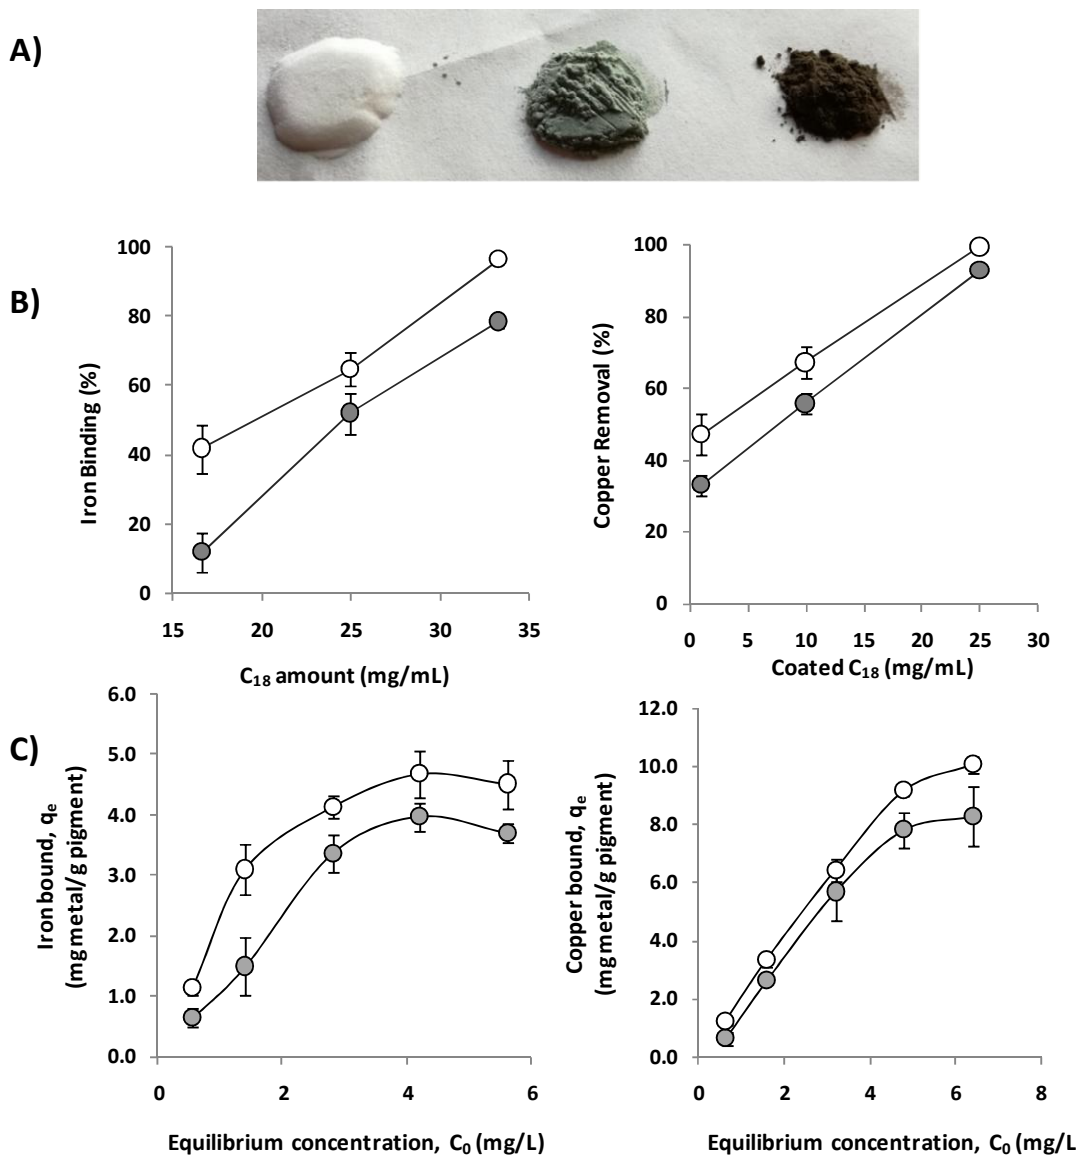 A)
B)
100
80
60
40
20
0
Iron Binding (%)
15 20 25 30 35
C18 amount (mg/mL)
100
80
60
40
20
0
Copper Removal (%)
0 5 10 15 20 25 30
Coated C18 (mg/mL)
C)
6.0
5.0
4.0
3.0
2.0
1.0
0.0
Iron bound, qe
(mg metal/g pigment)
0 2 4 6
Equilibrium concentration, C0 (mg/L)
12.0
10.0
8.0
6.0
4.0
2.0
0.0
Copper bound, qe
(mg metal/g pigment)
0 2 4 6 8
Equilibrium concentration, C0 (mg/L